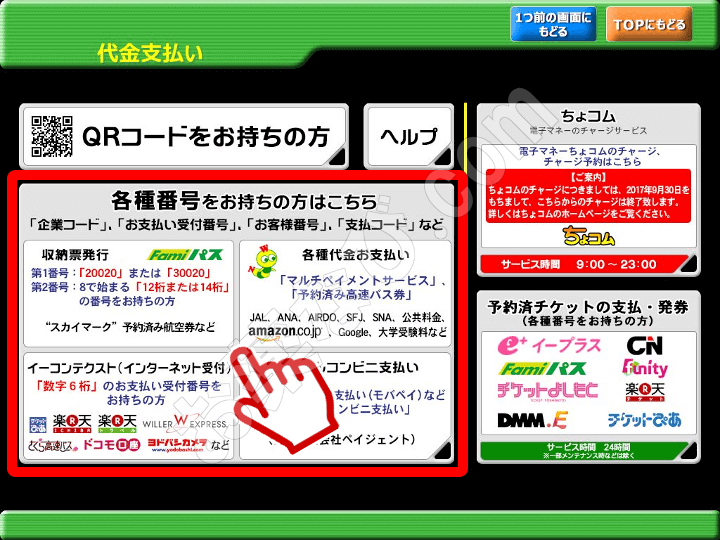 代金支払い
1つ前の画面に
もどる
TOPにもどる
QRコードをお持ちの方
ヘルプ
各種番号をお持ちの方はこちら
「企業コード」、「お支払い受付番号」、「お客様番号」、「支払コード」など
収納票発行 Famiパス
第1番号：「20020」または「30020」
第2番号：8で始まる「12桁または14桁」
の番号をお持ちの方
“スカイマーク”予約済み航空券など
各種代金お支払い
「マルチペイメントサービス」、
「予約済み高速バス券」
JAL、ANA、AIRDO、SFJ、SNA、公共料金、
amazon.co.jp 、Google、大学受験料など
イーコンテクスト(インターネット受付)
「数字6桁」のお支払い受付番号を
お持ちの方
楽天 ICHIBA 楽天 トラベル WILLER EXPRESS
とくらく高速バス ドコモ口座 ヨドバシカメラ www.yodobashi.com など
コンビニ支払い
支払い(モバペイ)など
ンビニ支払い」
会社ペイジェント)
ちょコム
電子マネーのチャージサービス
電子マネーちょコムのチャージ、
チャージ予約はこちら
【ご案内】
ちょコムのチャージにつきましては、2017年9月30日を
もちまして、こちらからのチャージは終了致します。
詳しくはちょコムのホームページをご覧ください。
ちょコム
サービス時間 9：00～23：00
予約済チケットの支払・発券
(各種番号をお持ちの方)
e+ イープラス CN
Famiパス Gunity
チケットよしもと 楽天 チケット
DMM.E チケットぴあ
サービス時間 24時間
※一部メンテナンス時などは除く